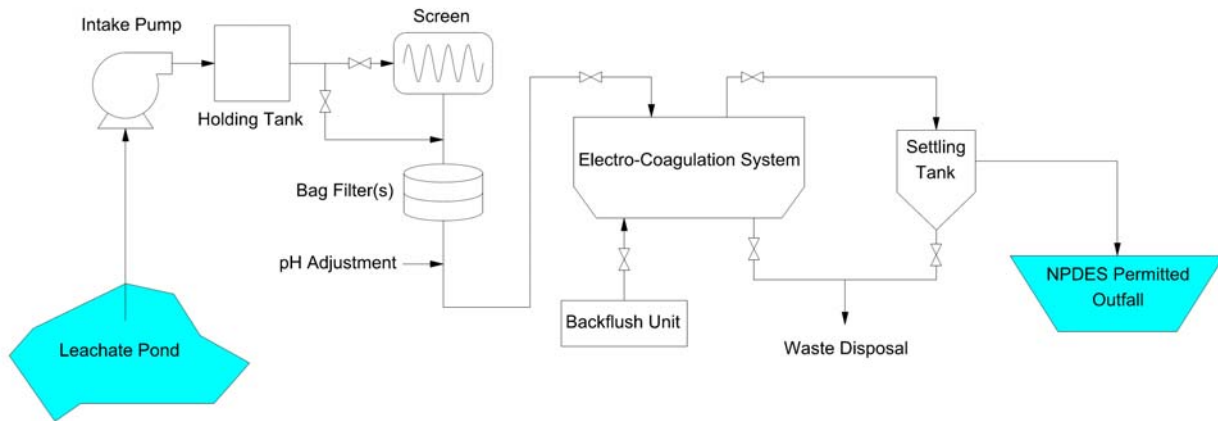 Intake Pump
Screen
Holding Tank
Bag Filter(s)
pH Adjustment
Leachate Pond
Electro-Coagulation System
Backflush Unit
Settling
Tank
Waste Disposal
NPDES Permitted
Outfall